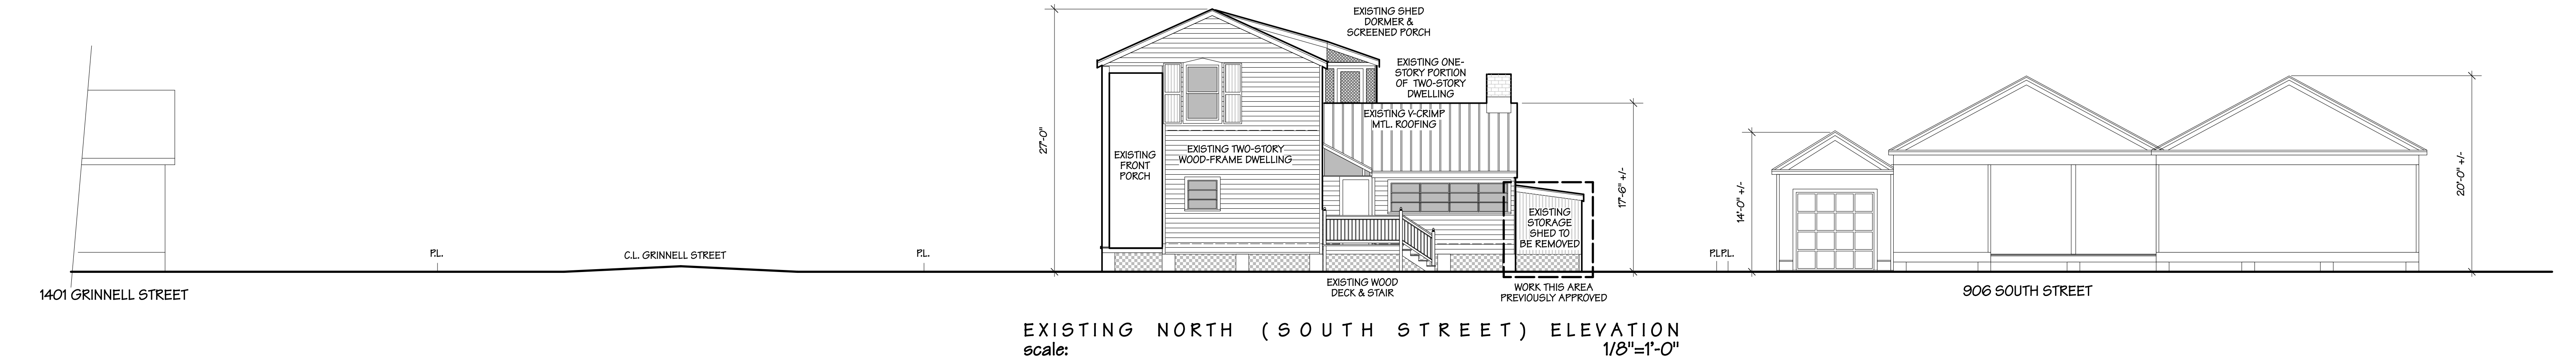 EXISTING SHED
DORMER &
SCREENED PORCH
EXISTING ONE-
STORY PORTION
OF TWO-STORY
DWELLING
EXISTING V-CRIMP
MTL. ROOFING
27'-0"
EXISTING
FRONT
PORCH
EXISTING TWO-STORY
WOOD-FRAME DWELLING
17'-6" +/-
14'-0" +/-
20'-0" +/-
EXISTING
STORAGE
SHED TO
BE REMOVED
P.L.
C.L. GRINNELL STREET
P.L.
P.L.
P.L.
1401 GRINNELL STREET
EXISTING WOOD
DECK & STAIR
WORK THIS AREA
PREVIOUSLY APPROVED
906 SOUTH STREET
EXISTING NORTH (SOUTH STREET) ELEVATION
scale: 1/8"=1'-0"